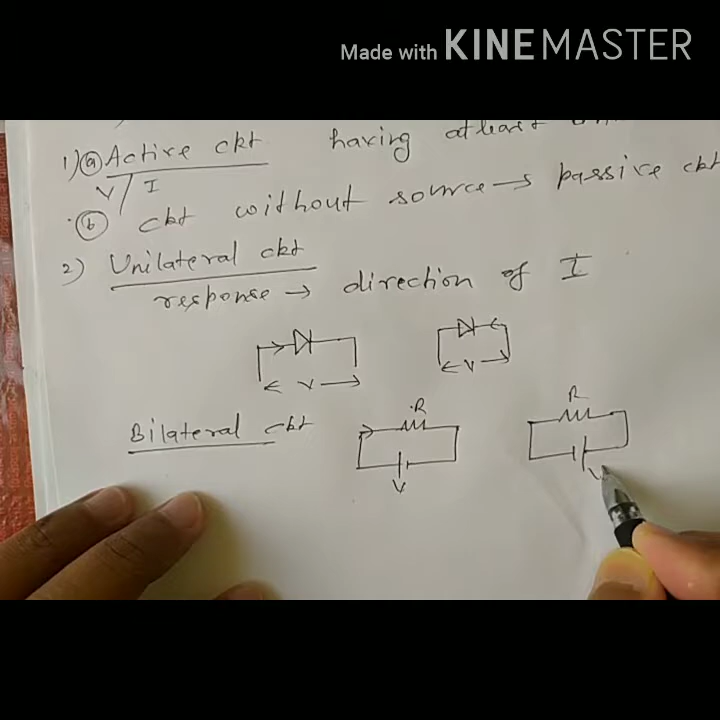 Made with KINEMASTER
1) ⓐ Active ckt having atleast
V/I
ⓑ ckt without source → passive ckt
2) Unilateral ckt
response → direction of I
V V
Bilateral ckt R R
V V